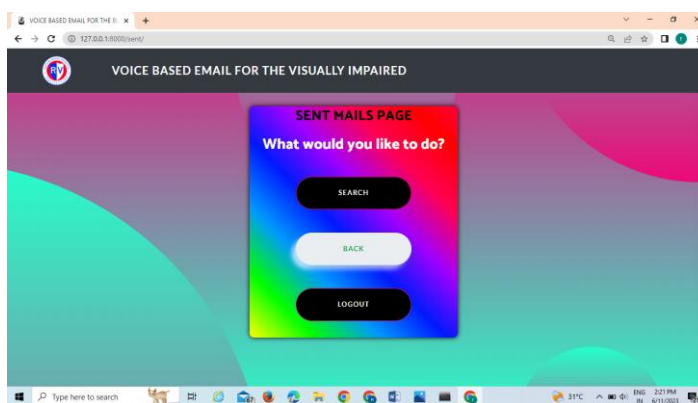 VOICE BASED EMAIL FOR THE
127.0.0.1:8000/sent/
RV
VOICE BASED EMAIL FOR THE VISUALLY IMPAIRED
SENT MAILS PAGE
What would you like to do?
SEARCH
BACK
LOGOUT
Type here to search
31°C
ENG
IN
2:21 PM
6/11/2023